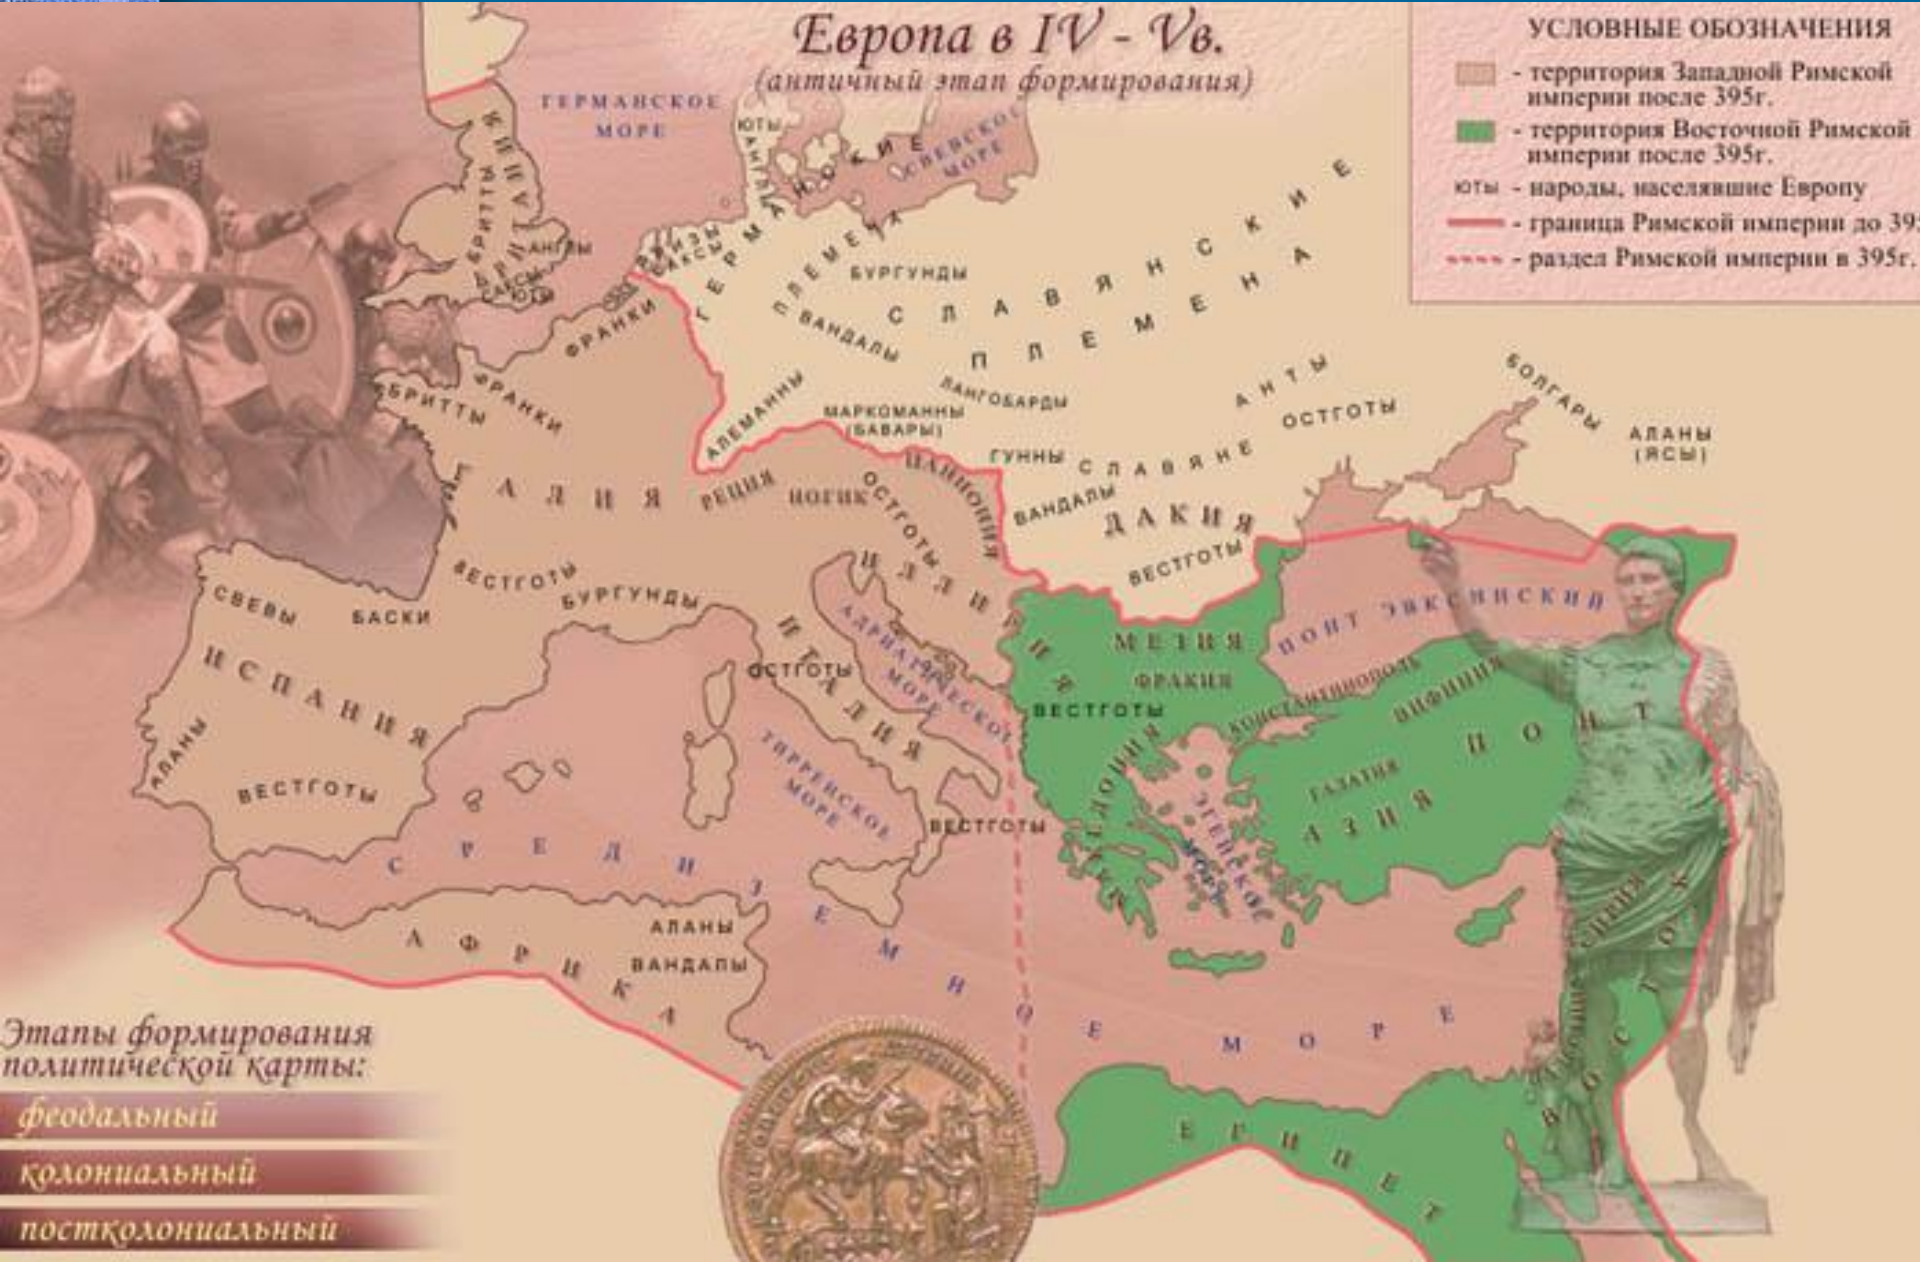 Европа в IV - Vв.
(античный этап формирования)
УСЛОВНЫЕ ОБОЗНАЧЕНИЯ
- территория Западной Римской
империи после 395г.
- территория Восточной Римской
империи после 395г.
ЮТЫ - народы, населявшие Европу
- граница Римской империи до 39
- раздел Римской империи в 395г.
ГЕРМАНСКОЕ
МОРЕ
СВЕВСКОЕ
МОРЕ
ЮТЫ
АНГЛЫ
БРИТАНИЯ
БРИТТЫ
АНГЛЫ
САКСЫ
ЮТЫ
ФРИЗЫ
САКСЫ
ГЕРМАНСКИЕ
ПЛЕМЕНА
БУРГУНДЫ
ВАНДАЛЫ
СЛАВЯНСКИЕ
ПЛЕМЕНА
ФРАНКИ
ФРАНКИ
БРИТТЫ
АЛЕМАННЫ
ЛАНГОБАРДЫ
МАРКОМАННЫ
(БАВАРЫ)
АНТЫ
ОСТГОТЫ
БОЛГАРЫ
АЛАНЫ
(ЯСЫ)
ГУННЫ
СЛАВЯНЕ
ВАНДАЛЫ
ДАКИЯ
ВЕСТГОТЫ
ГАЛИЯ
РЕЦИЯ
НОРИК
ПАННОНИЯ
ОСТГОТЫ
ИЛЛИРИЯ
ВЕСТГОТЫ
БУРГУНДЫ
СВЕВЫ
БАСКИ
ИСПАНИЯ
АЛАНЫ
ВЕСТГОТЫ
ИТАЛИЯ
ОСТГОТЫ
АДРИАТИЧЕСКОЕ
МОРЕ
ТИРРЕНСКОЕ
МОРЕ
ВЕСТГОТЫ
МЕЗИЯ
ФРАКИЯ
ВЕСТГОТЫ
МАКЕДОНИЯ
ПОНТ ЭВКСИНСКИЙ
КОНСТАНТИНОПОЛЬ
ВИФИНИЯ
ПОНТ
ГАЛАТИЯ
АЗИЯ
ЭГЕЙСКОЕ
МОРЕ
СИРИЯ
ВОСТОК
СРЕДИЗЕМНОЕ МОРЕ
АФРИКА
АЛАНЫ
ВАНДАЛЫ
ЕГИПЕТ
Этапы формирования
политической карты:
феодальный
колониальный
постколониальный